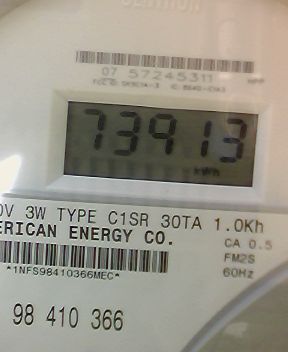 CENTRON
07 57245311
73913
kWh
0V 3W TYPE C1SR 30TA 1.0Kh
ERICAN ENERGY CO.
CA 0.5
FM2S
60Hz
*1NFS98410366MEC*
98 410 366